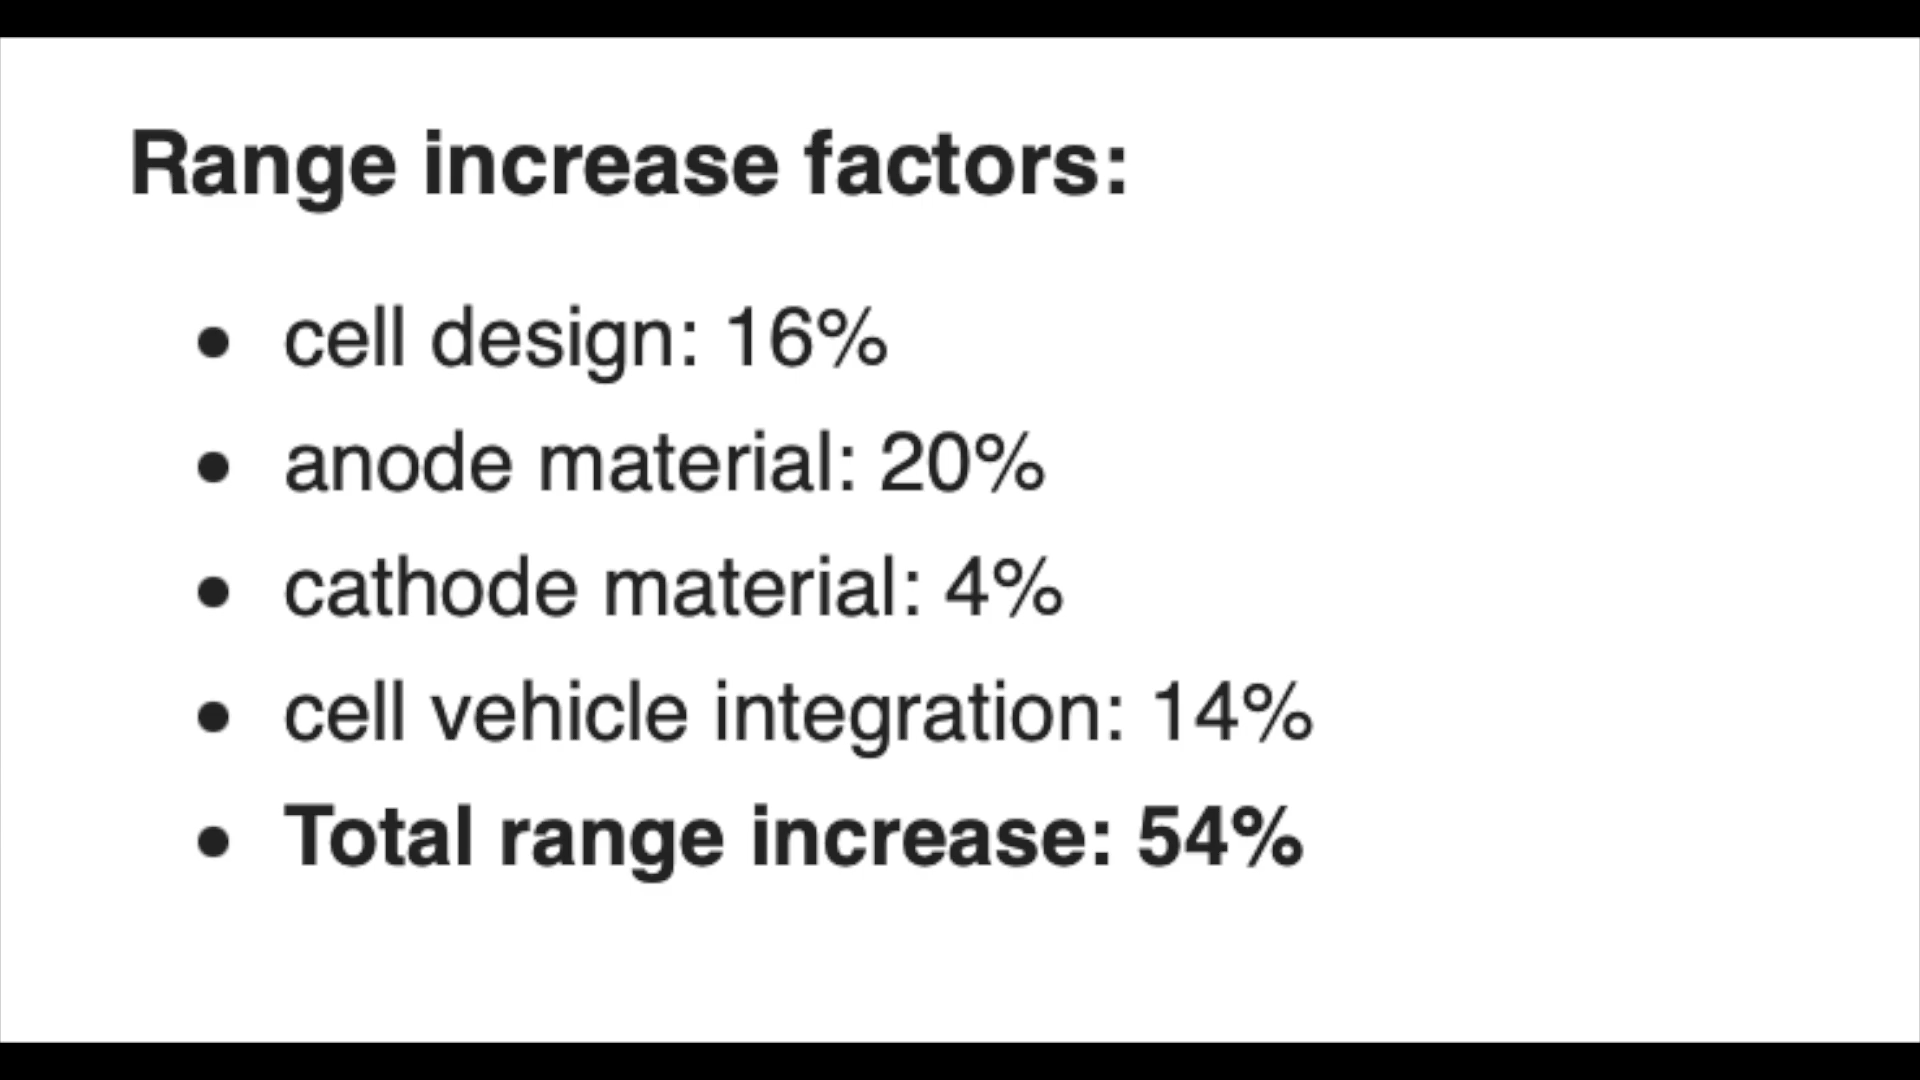 Range increase factors:
• cell design: 16%
• anode material: 20%
• cathode material: 4%
• cell vehicle integration: 14%
• Total range increase: 54%